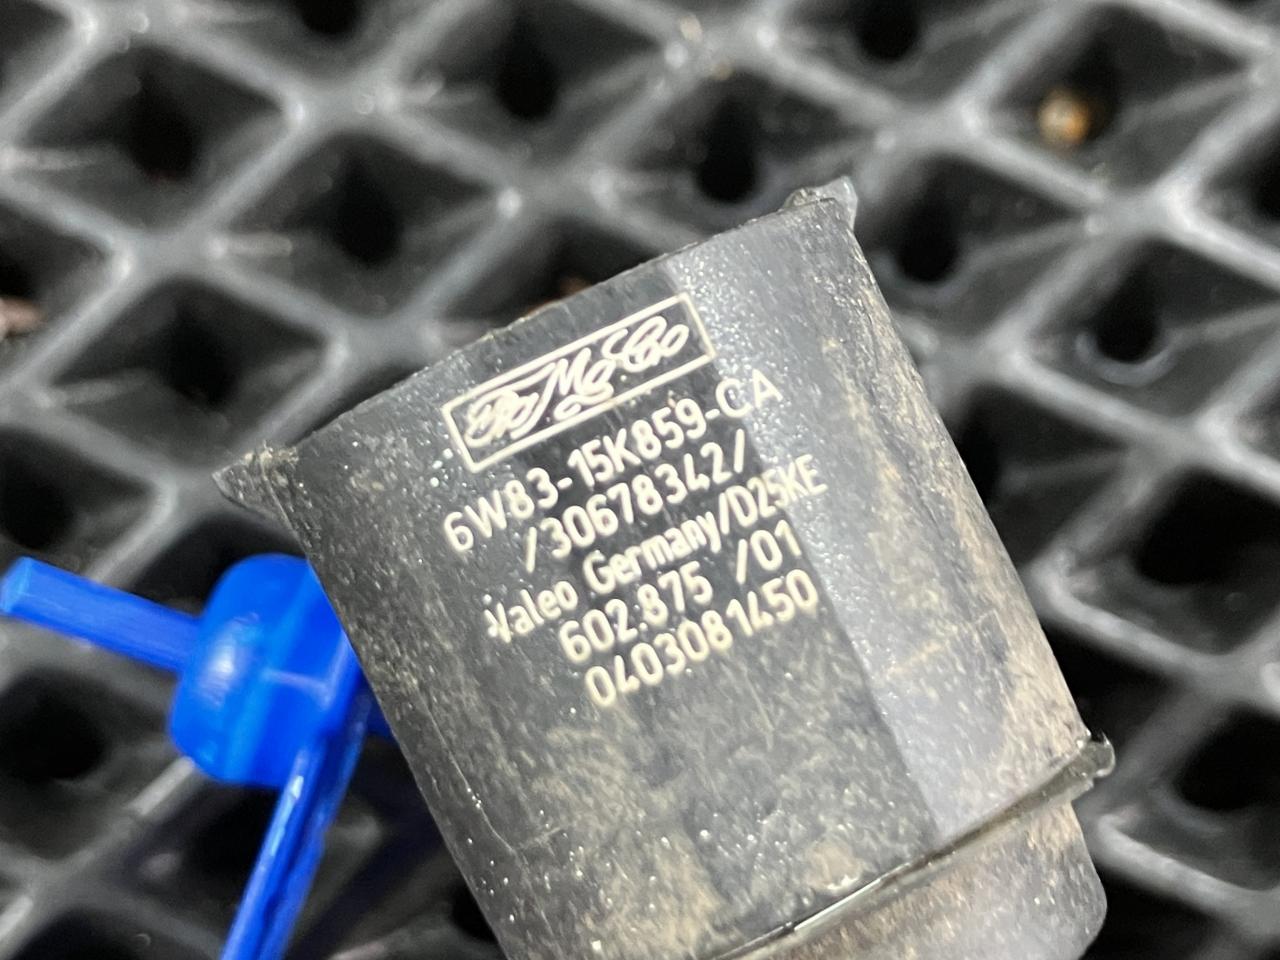 FoMoCo
6W83-15K859-CA
/30678342/
Valeo Germany/D25KE
602.875 /01
0403081450